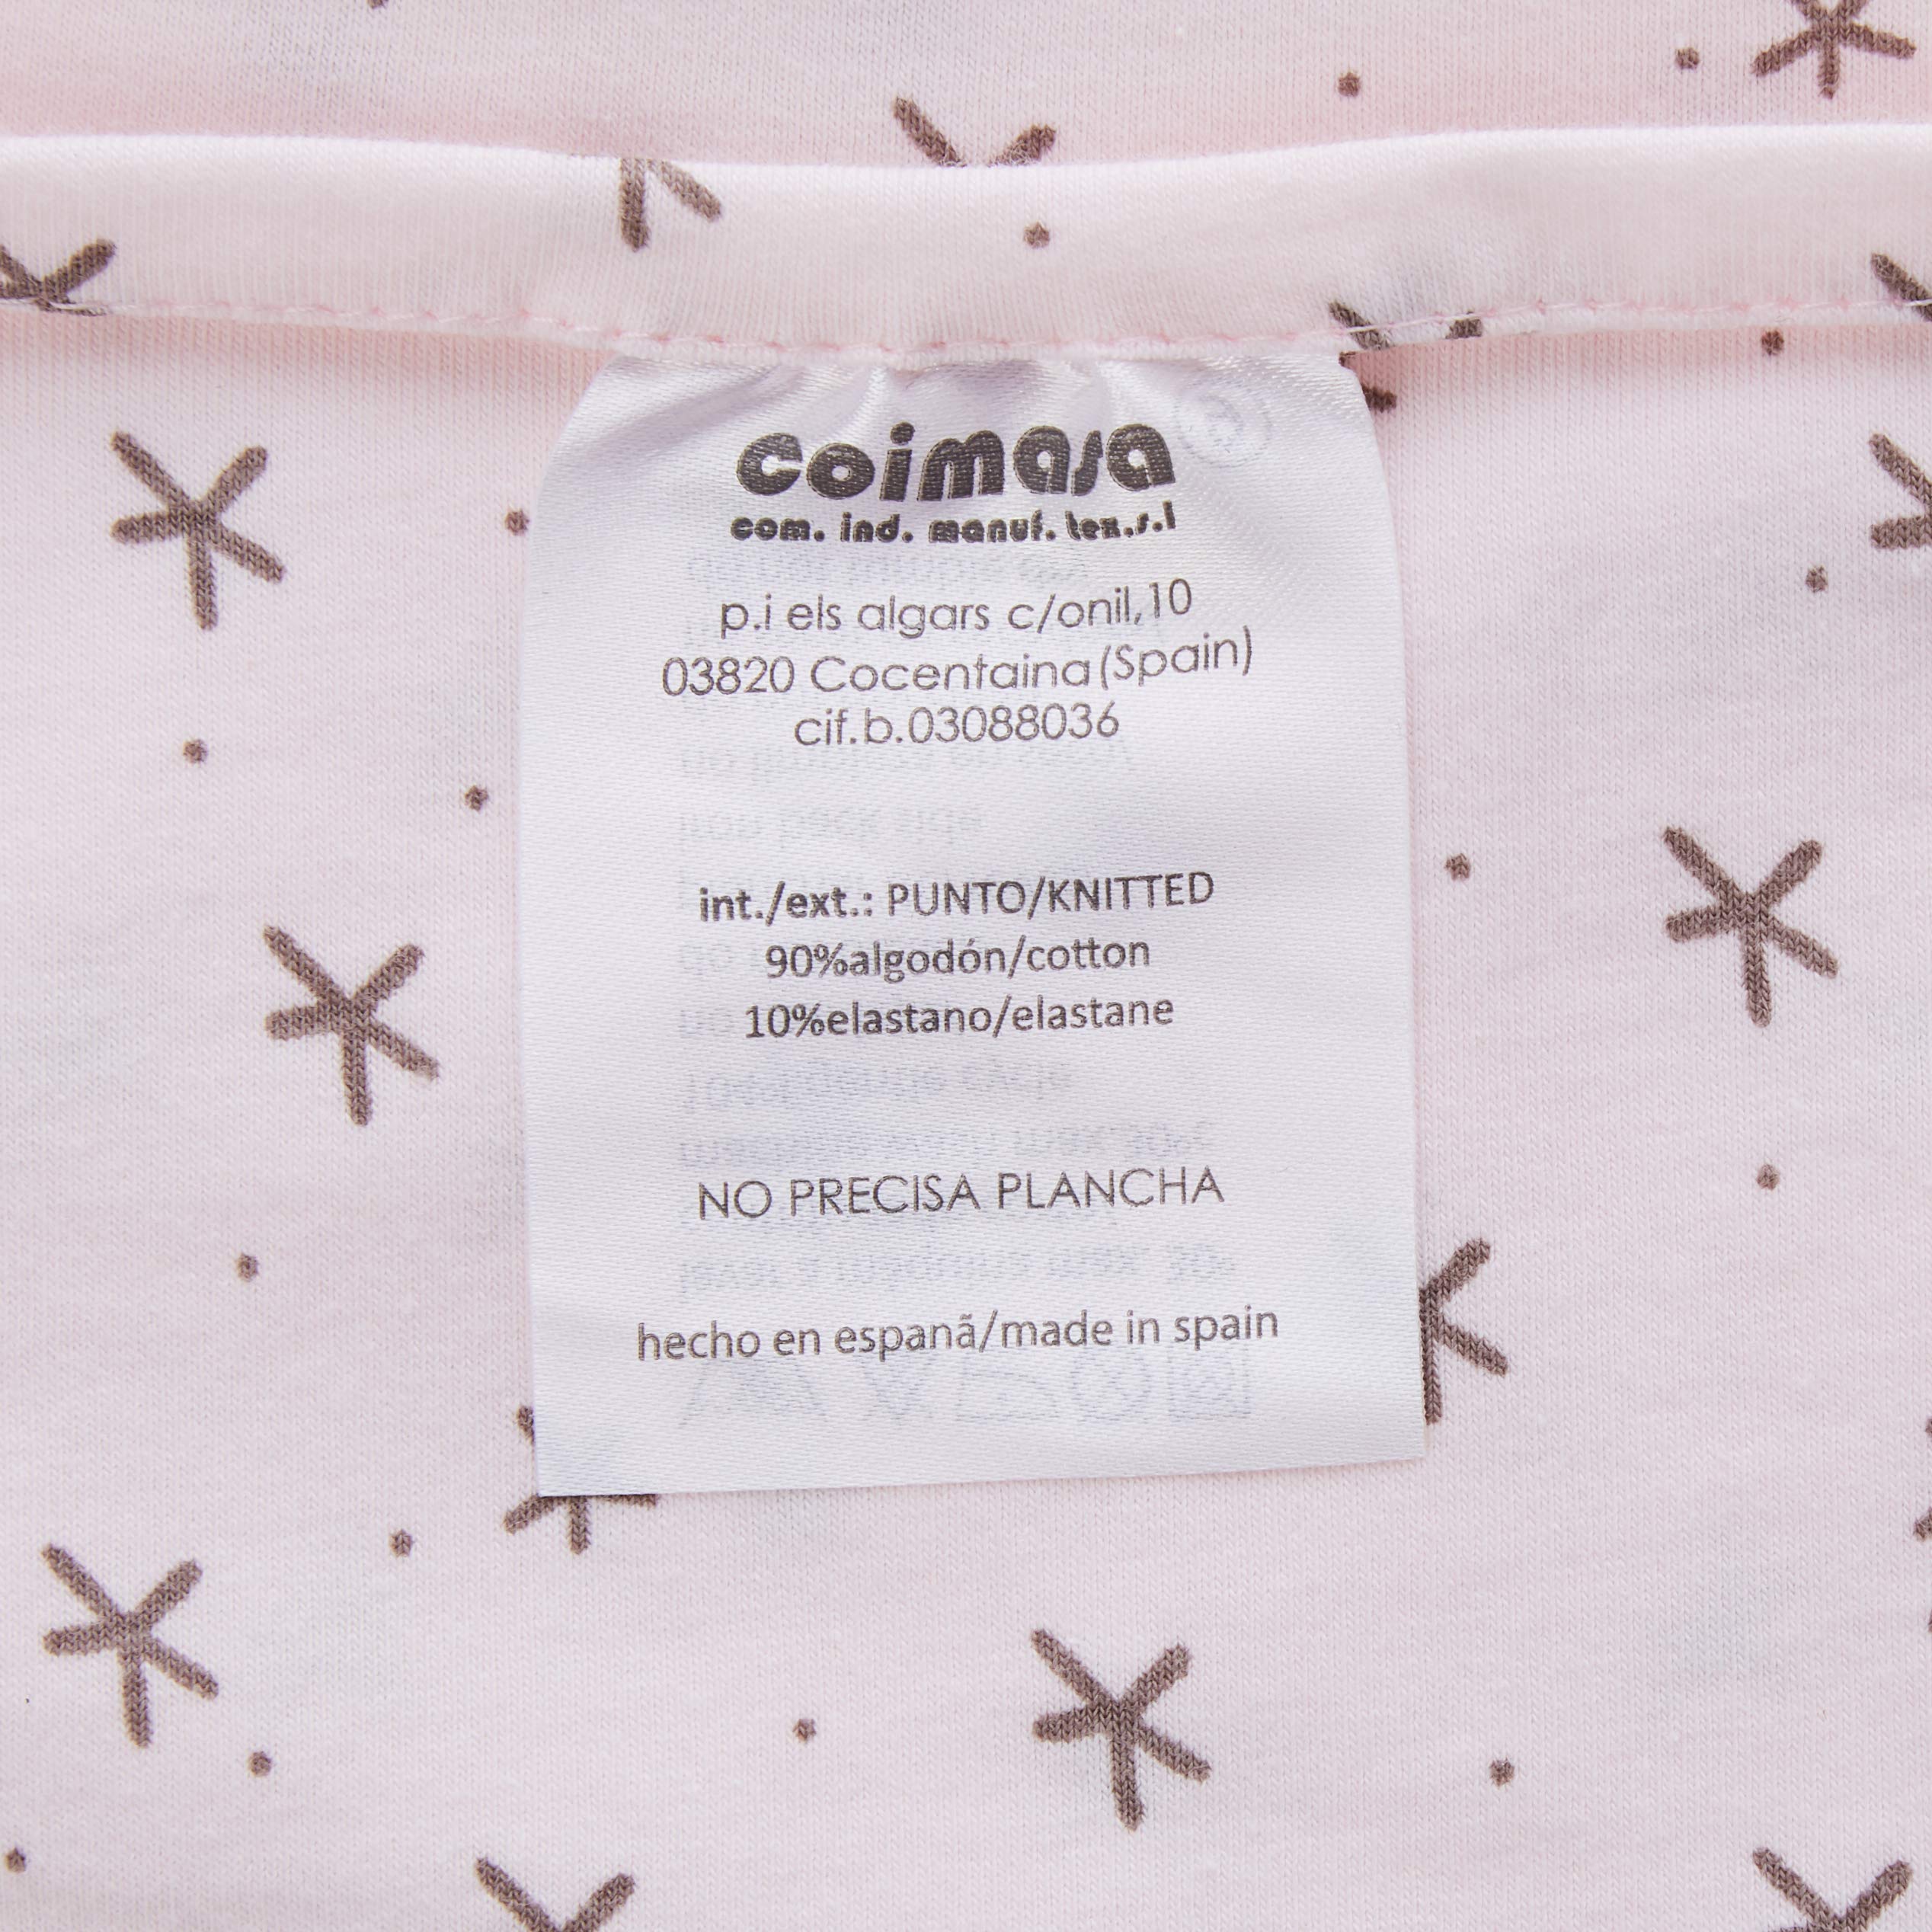 coimasa
com. ind. manuf. tex.s.l
p.i els algars c/onil,10
03820 Cocentaina (Spain)
cif.b.03088036
int./ext.: PUNTO/KNITTED
90%algodón/cotton
10%elastano/elastane
NO PRECISA PLANCHA
hecho en espanã/made in spain